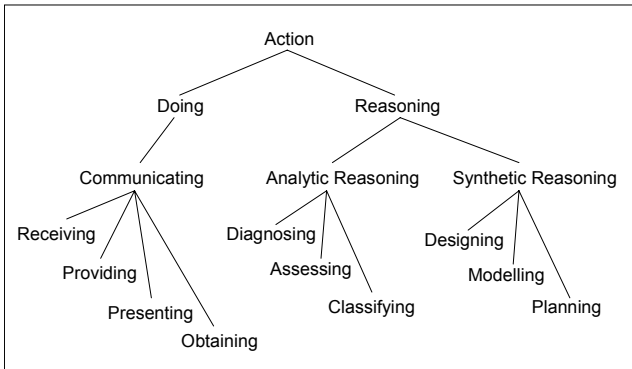 Action
Doing Reasoning
Communicating Analytic Reasoning Synthetic Reasoning
Receiving Diagnosing Designing
Providing Assessing Modelling
Presenting Classifying Planning
Obtaining